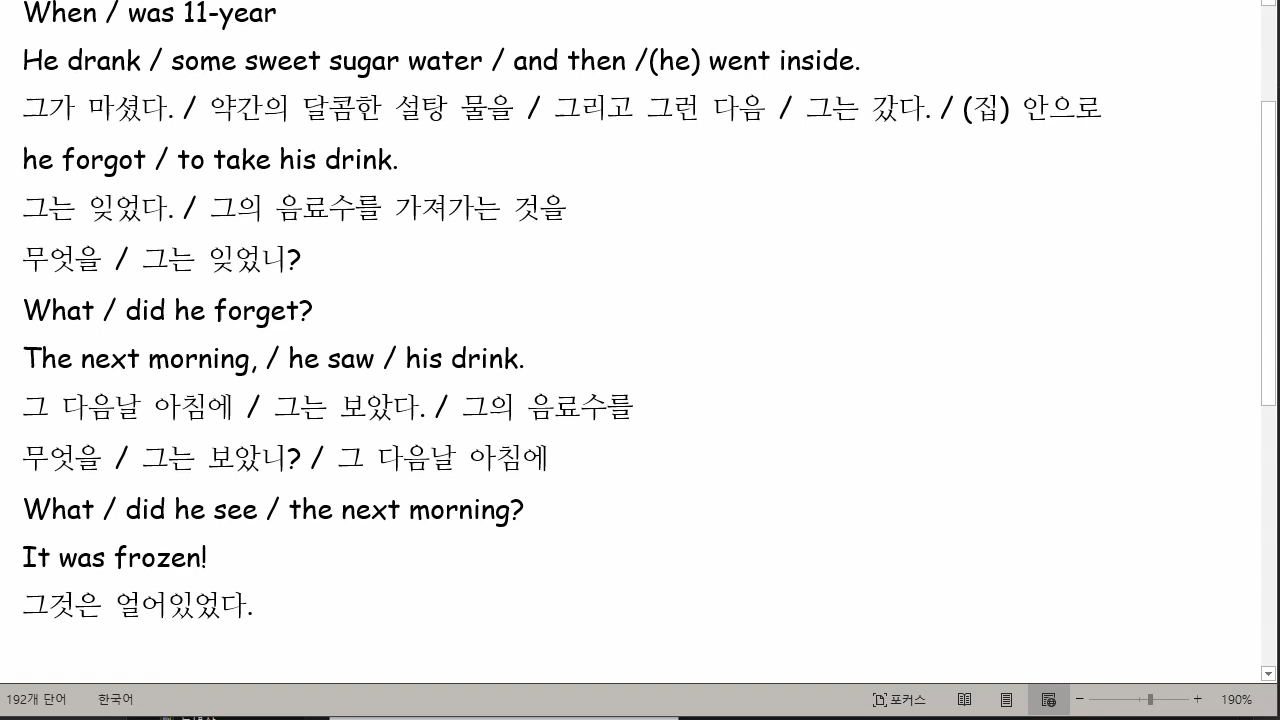 When / was 11-year
He drank / some sweet sugar water / and then /(he) went inside.
그가 마셨다. / 약간의 달콤한 설탕 물을 / 그리고 그런 다음 / 그는 갔다. / (집) 안으로
he forgot / to take his drink.
그는 잊었다. / 그의 음료수를 가져가는 것을
무엇을 / 그는 잊었니?
What / did he forget?
The next morning, / he saw / his drink.
그 다음날 아침에 / 그는 보았다. / 그의 음료수를
무엇을 / 그는 보았니? / 그 다음날 아침에
What / did he see / the next morning?
It was frozen!
그것은 얼어있었다.
192개 단어 한국어 포커스 190%